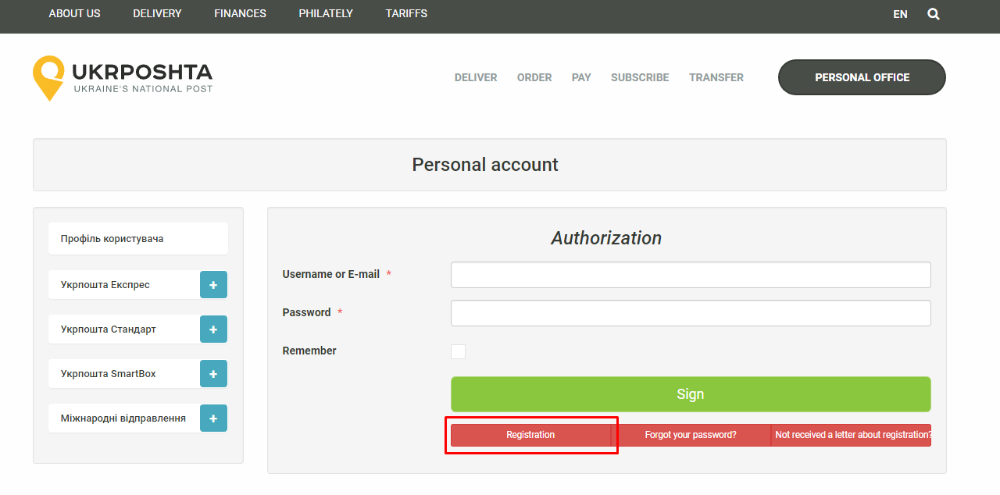 ABOUT US DELIVERY FINANCES PHILATELY TARIFFS EN
UKRPOSHTA
UKRAINE'S NATIONAL POST
DELIVER ORDER PAY SUBSCRIBE TRANSFER PERSONAL OFFICE
Personal account
Профіль користувача
Укрпошта Експрес +
Укрпошта Стандарт +
Укрпошта SmartBox +
Міжнародні відправлення +
Authorization
Username or E-mail *
Password *
Remember
Sign
Registration Forgot your password? Not received a letter about registration?